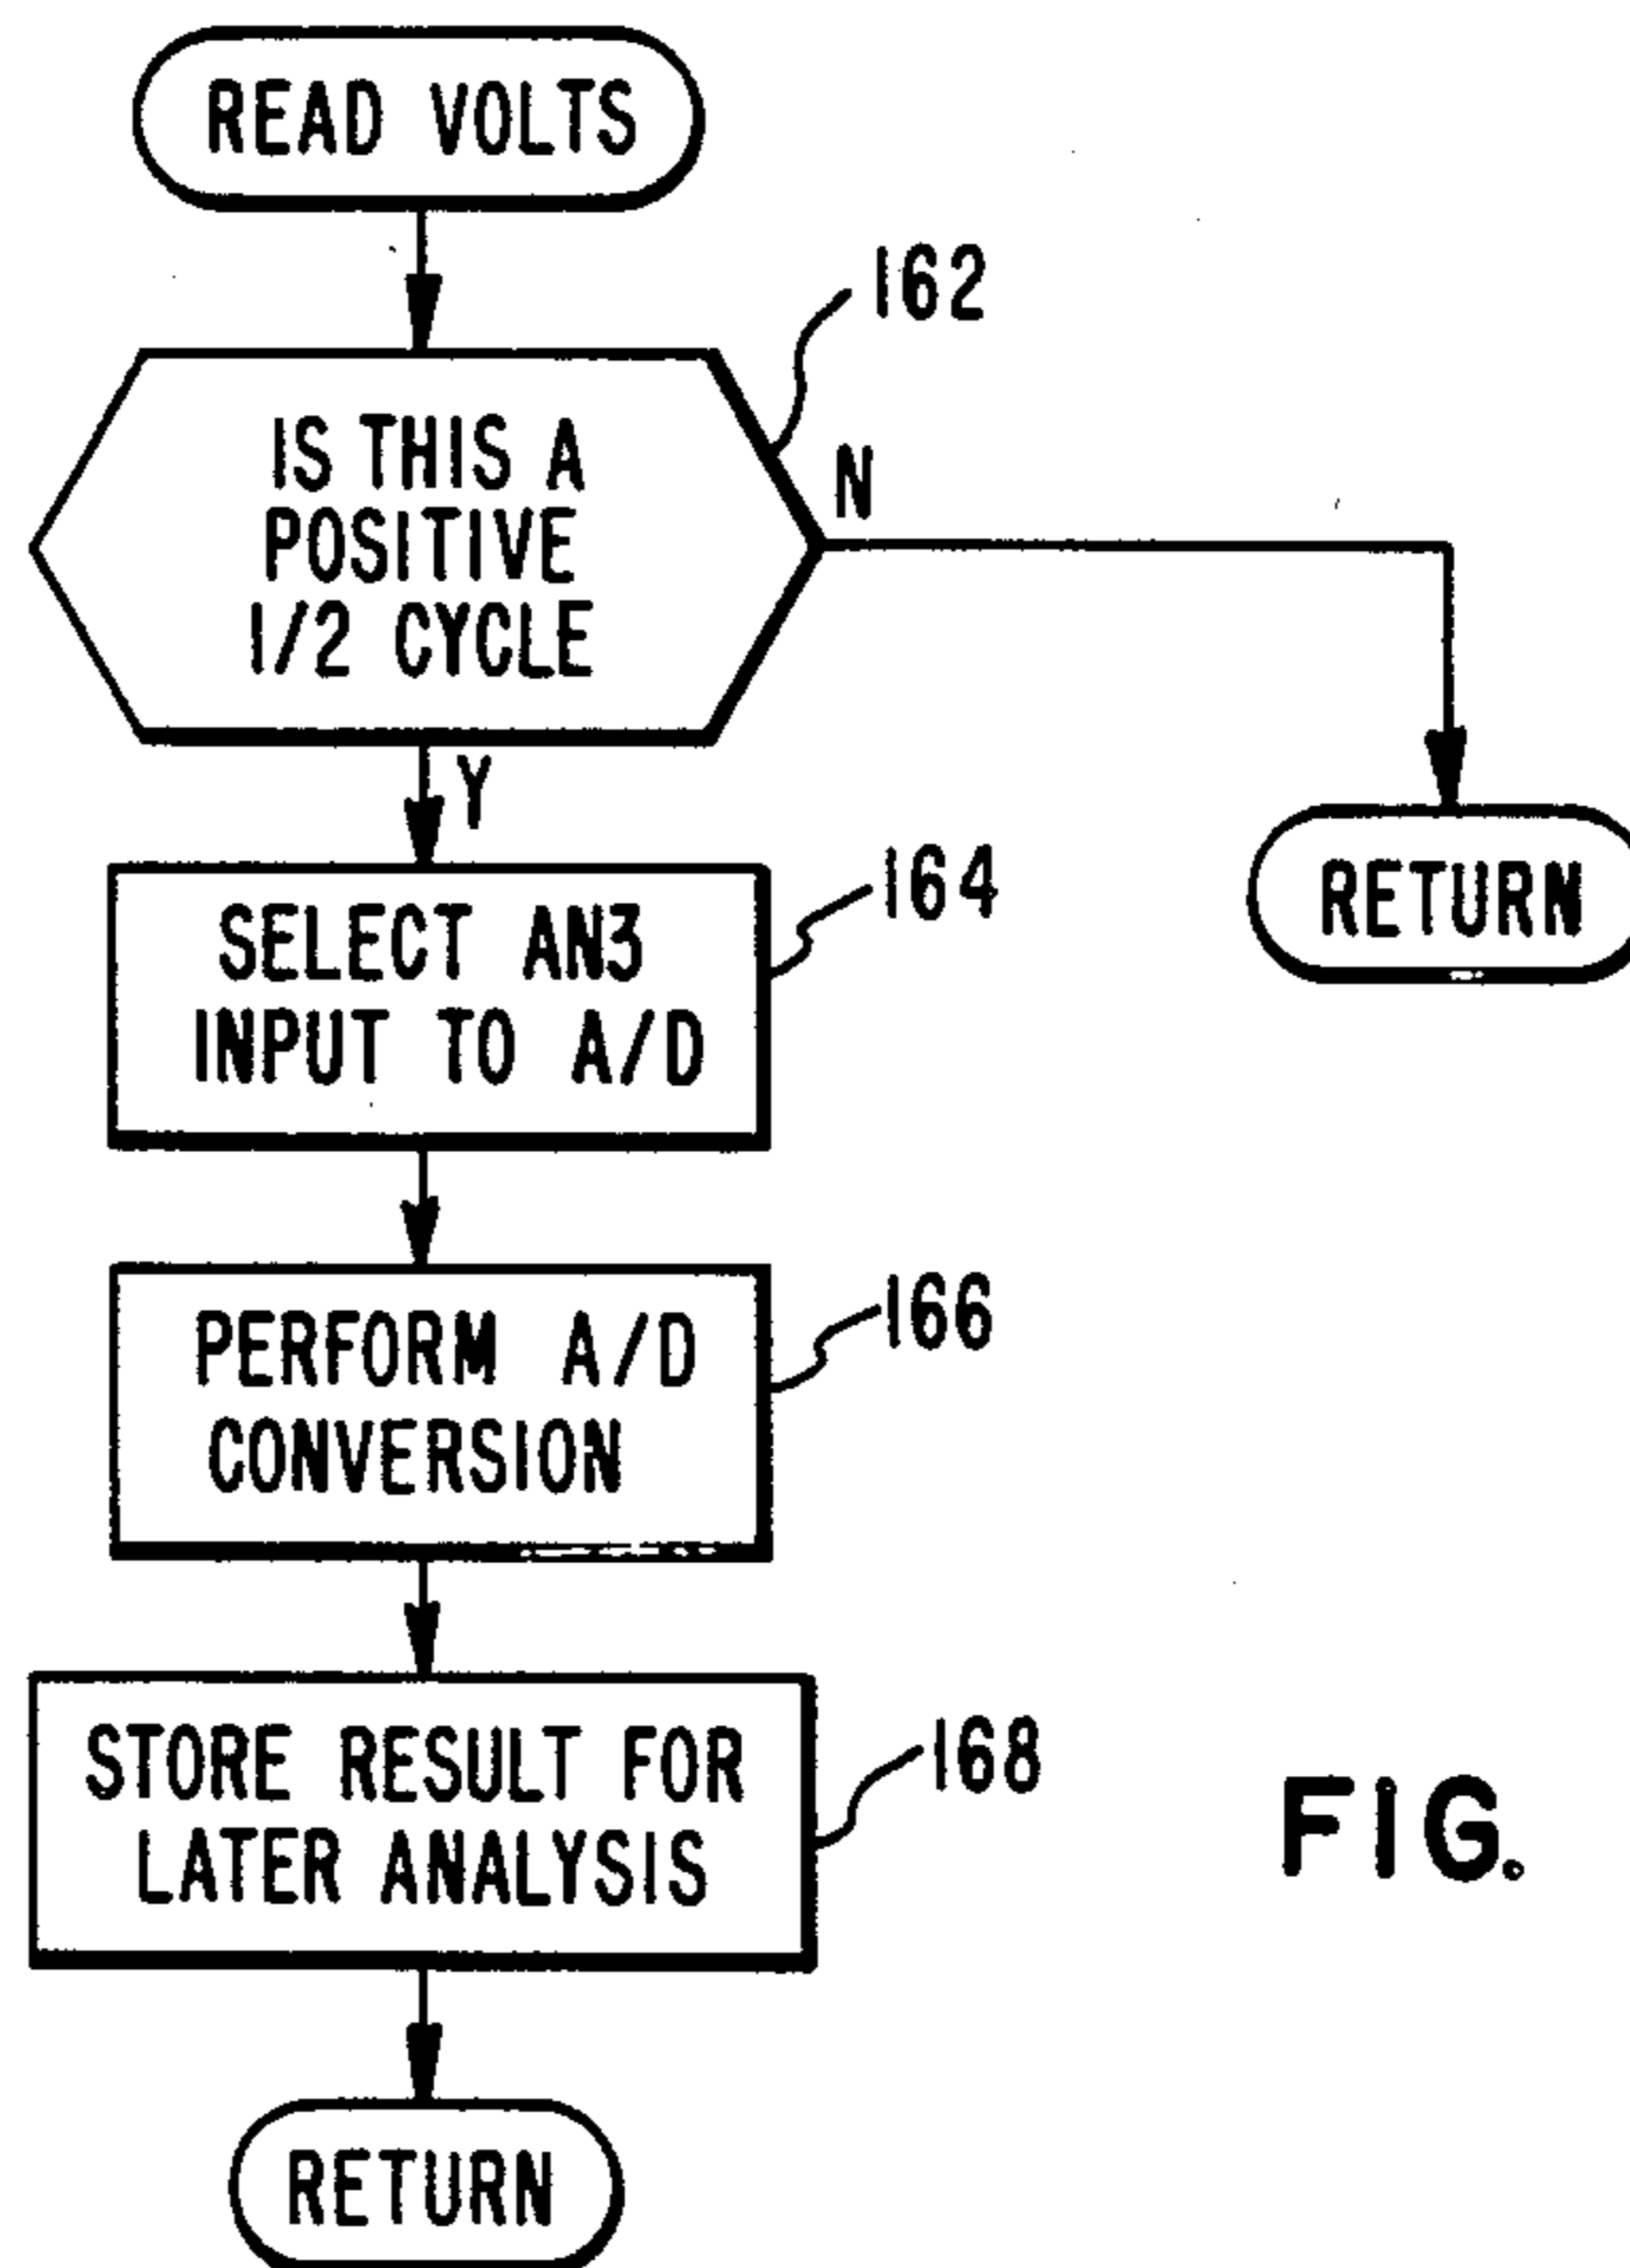 READ VOLTS
162
IS THIS A
POSITIVE
1/2 CYCLE
N
Y
164
SELECT AN3
INPUT TO A/D
RETURN
166
PERFORM A/D
CONVERSION
168
STORE RESULT FOR
LATER ANALYSIS
FIG.
RETURN